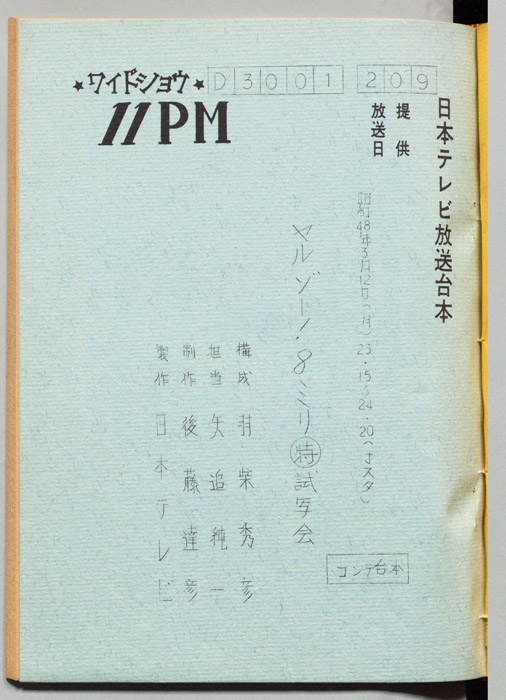 ★ワイドショウ★
11PM
D3001 209
日本テレビ放送台本
提供
放送日
昭和48年3月12日(月)23・15〜24・20(オスタ)
マルゾーノ・8ミリ㊕試写会
構成 羽柴秀彦
担当 矢追純一
制作 後藤達彦
製作 日本テレビ
コンテ台本